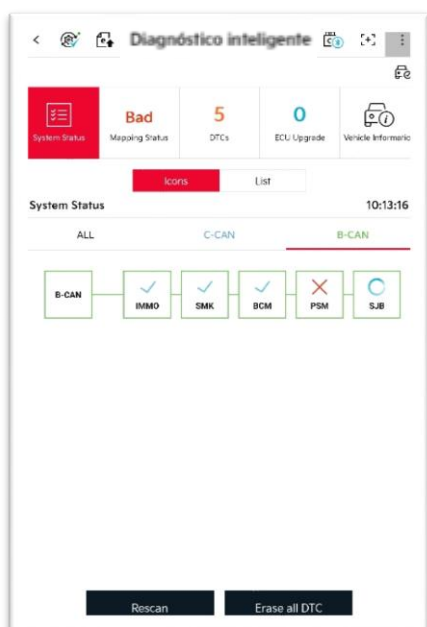 Diagnóstico inteligente
Bad 5 0
System Status Mapping Status DTCs ECU Upgrade Vehicle Informatio
Icons List
System Status 10:13:16
ALL C-CAN B-CAN
B-CAN IMMO SMK BCM PSM SJB
Rescan Erase all DTC